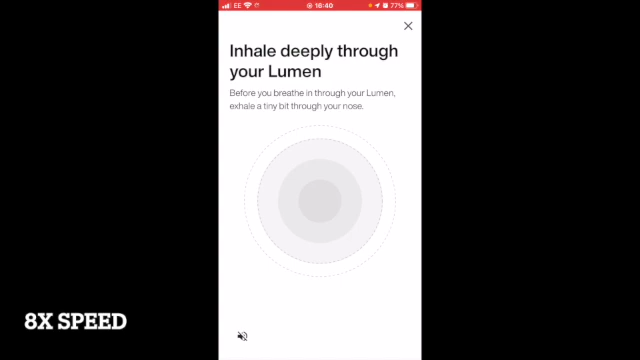 EE 16:40 77%
Inhale deeply through
your Lumen
Before you breathe in through your Lumen,
exhale a tiny bit through your nose.
8X SPEED